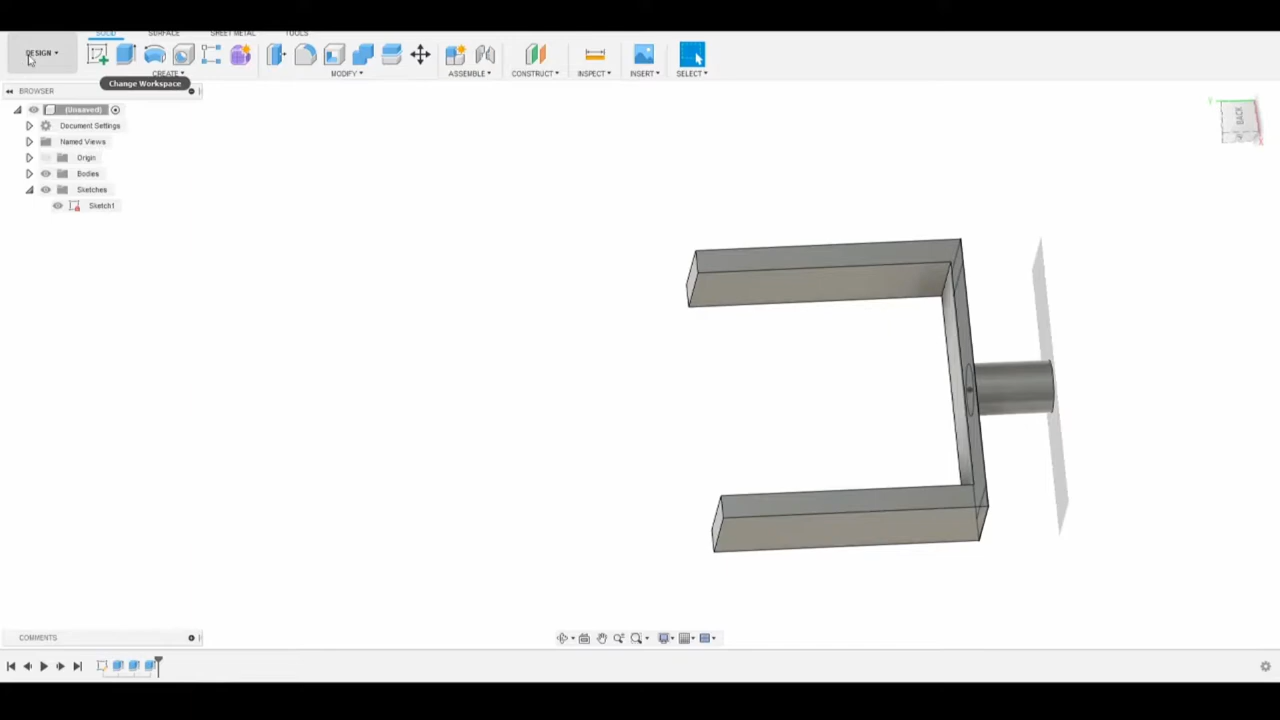 SOLID SURFACE SHEET METAL TOOLS
DESIGN
CREATE MODIFY ASSEMBLE CONSTRUCT INSPECT INSERT SELECT
Change Workspace
BROWSER
(Unsaved)
Document Settings
Named Views
Origin
Bodies
Sketches
Sketch1
BACK
Y
X
COMMENTS